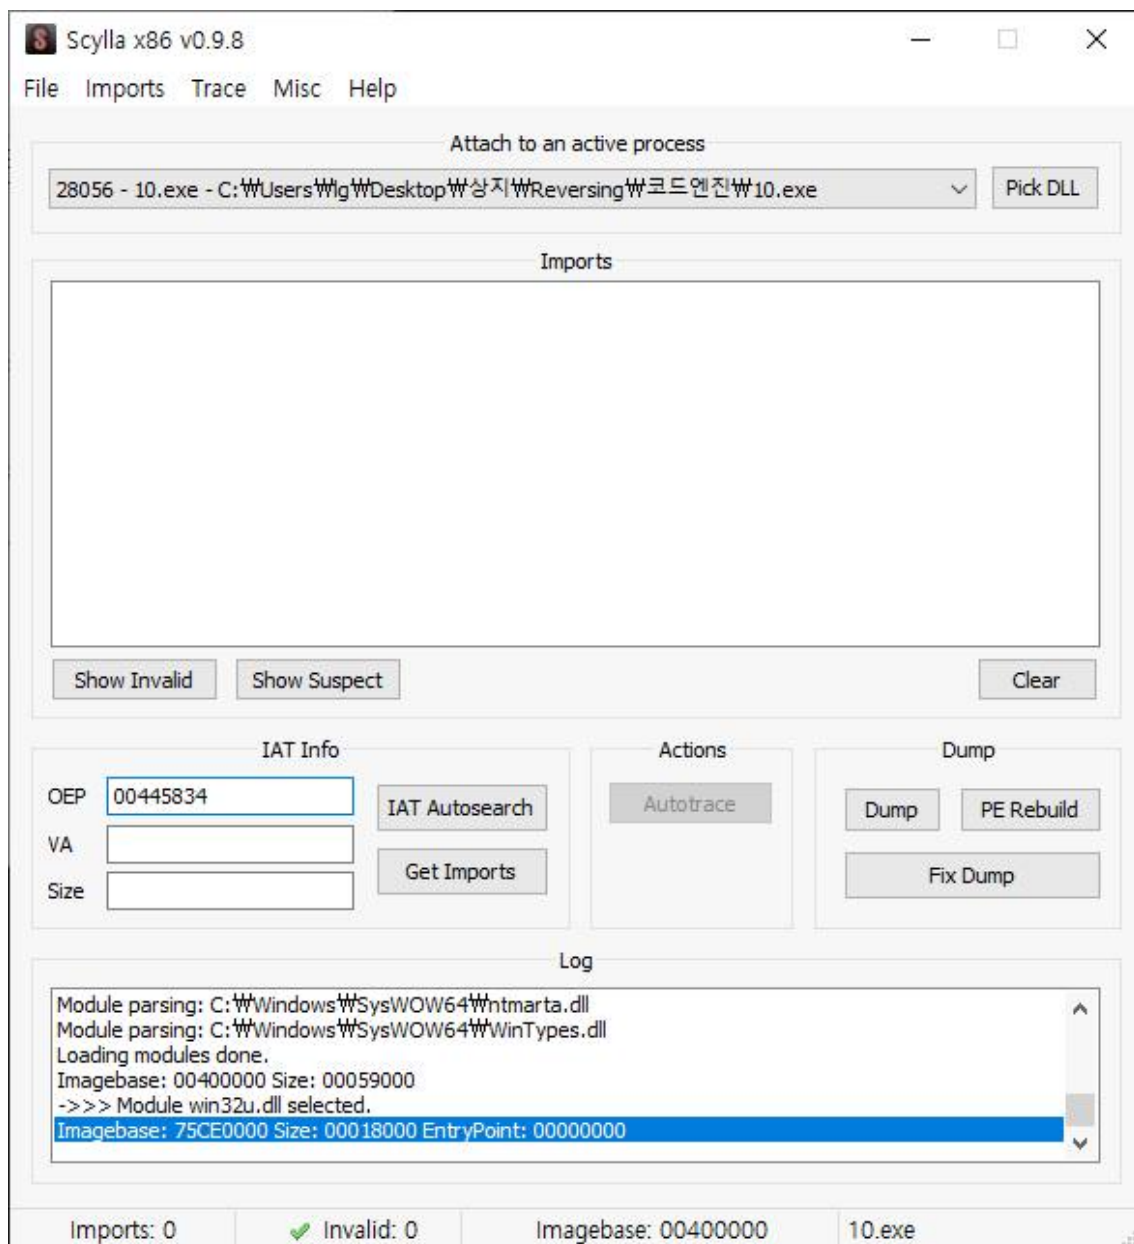 Scylla x86 v0.9.8
File Imports Trace Misc Help
Attach to an active process
28056 - 10.exe - C:₩Users₩lg₩Desktop₩상지₩Reversing₩코드엔진₩10.exe
Pick DLL
Imports
Show Invalid
Show Suspect
Clear
IAT Info
OEP 00445834
VA
Size
IAT Autosearch
Get Imports
Actions
Autotrace
Dump
Dump
PE Rebuild
Fix Dump
Log
Module parsing: C:₩Windows₩SysWOW64₩ntmarta.dll
Module parsing: C:₩Windows₩SysWOW64₩WinTypes.dll
Loading modules done.
Imagebase: 00400000 Size: 00059000
->>> Module win32u.dll selected.
Imagebase: 75CE0000 Size: 00018000 EntryPoint: 00000000
Imports: 0
Invalid: 0
Imagebase: 00400000
10.exe